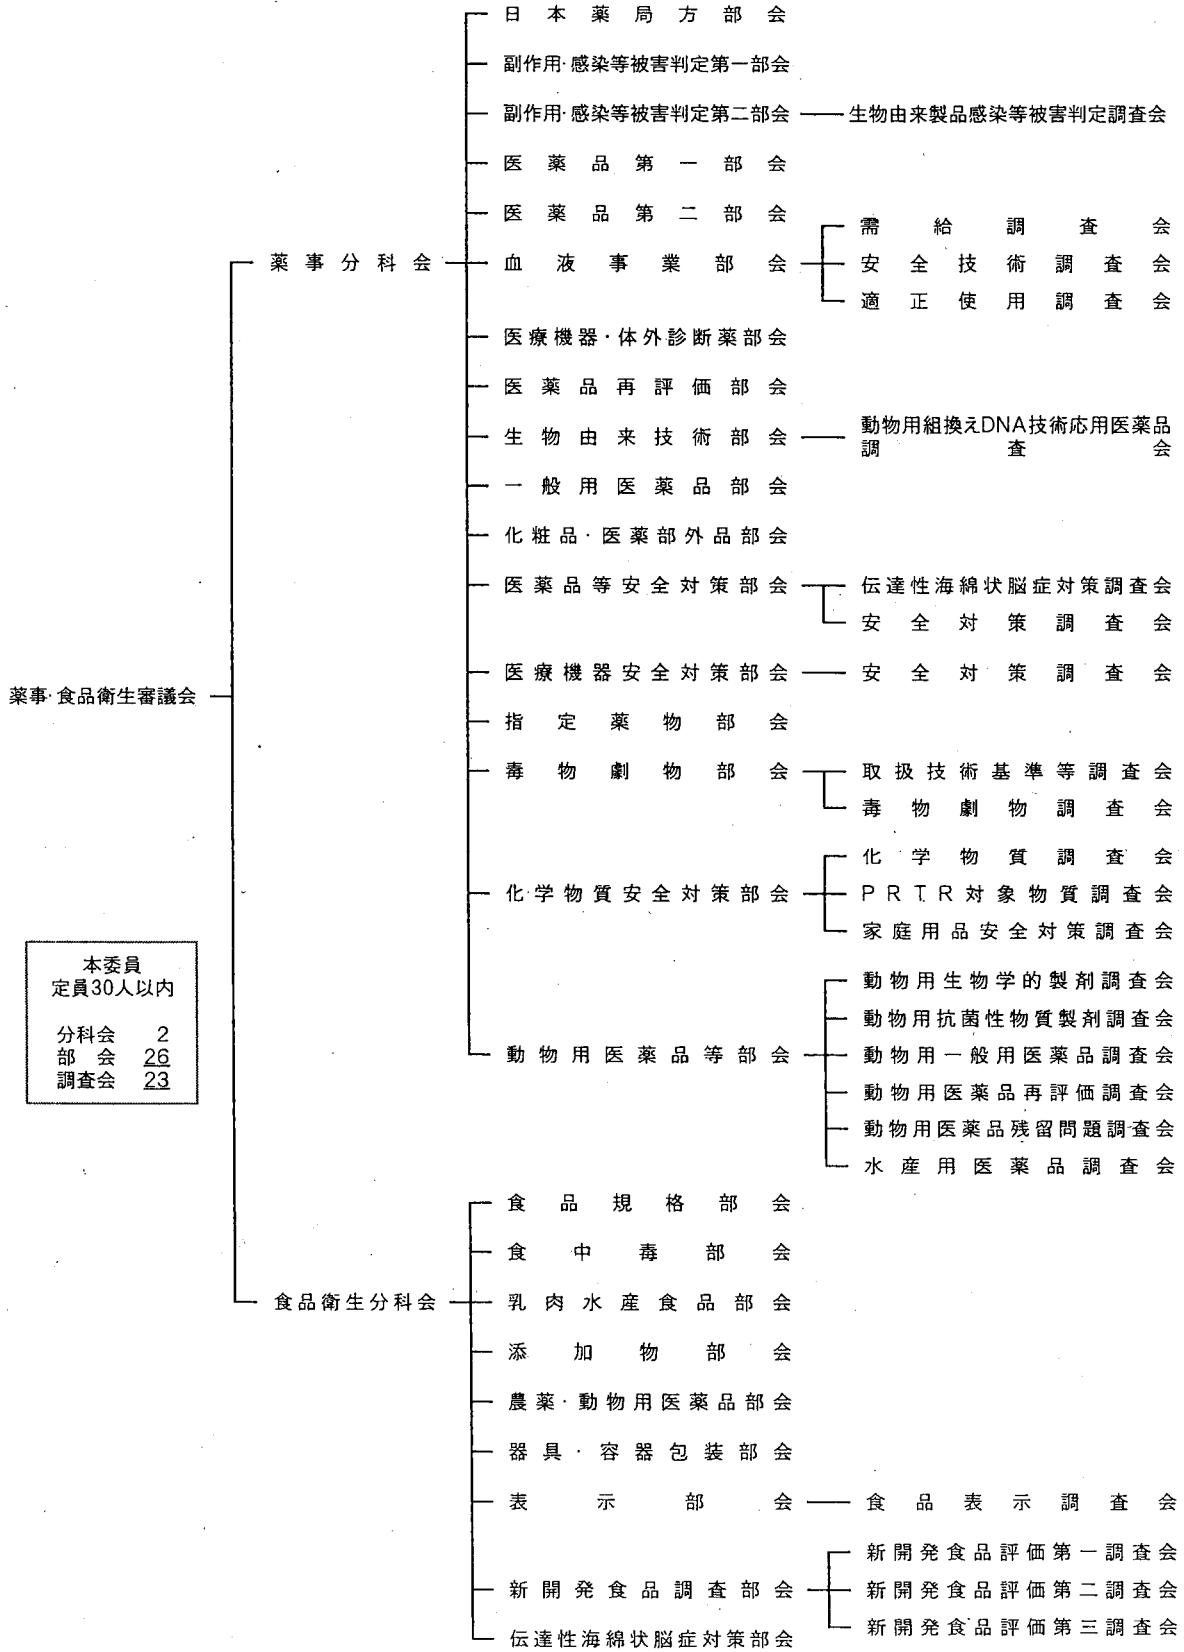 日本薬局方部会
副作用・感染等被害判定第一部会
副作用・感染等被害判定第二部会
生物由来製品感染等被害判定調査会
医薬品第一部会
医薬品第二部会
薬事分科会
血液事業部会
需給調査会
安全技術調査会
適正使用調査会
医療機器・体外診断薬部会
医薬品再評価部会
生物由来技術部会
動物用組換えDNA技術応用医薬品
調査会
一般用医薬品部会
化粧品・医薬部外品部会
医薬品等安全対策部会
伝達性海綿状脳症対策調査会
安全対策調査会
医療機器安全対策部会
安全対策調査会
薬事・食品衛生審議会
指定薬物部会
毒物劇物部会
取扱技術基準等調査会
毒物劇物調査会
化学物質安全対策部会
化学物質調査会
PRTR対象物質調査会
家庭用品安全対策調査会
本委員
定員30人以内
分科会 2
部会 26
調査会 23
動物用医薬品等部会
動物用生物学的製剤調査会
動物用抗菌性物質製剤調査会
動物用一般用医薬品調査会
動物用医薬品再評価調査会
動物用医薬品残留問題調査会
水産用医薬品調査会
食品衛生分科会
食品規格部会
食中毒部会
乳肉水産食品部会
添加物部会
農薬・動物用医薬品部会
器具・容器包装部会
表示部会
食品表示調査会
新開発食品調査部会
新開発食品評価第一調査会
新開発食品評価第二調査会
新開発食品評価第三調査会
伝達性海綿状脳症対策部会